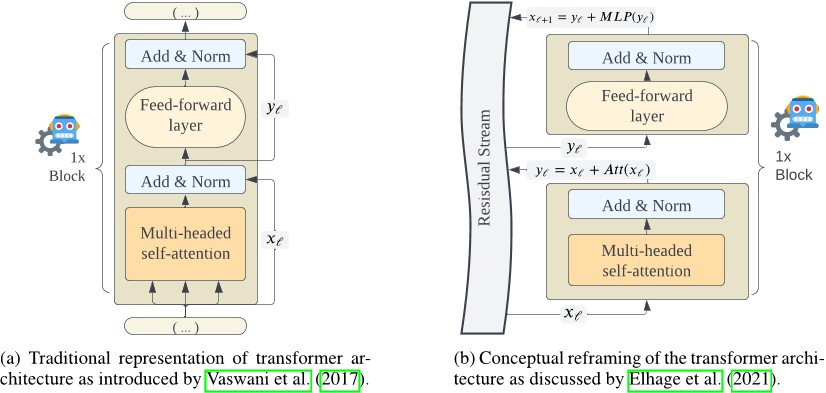 ( ... )
Add & Norm
Feed-forward
layer
yℓ
1x
Block
Add & Norm
Multi-headed
self-attention
xℓ
( ... )
(a) Traditional representation of transformer ar-
chitecture as introduced by Vaswani et al. (2017).
xℓ+1 = yℓ + MLP(yℓ)
Add & Norm
Feed-forward
layer
yℓ
Resisdual Stream
yℓ = xℓ + Att(xℓ)
1x
Block
Add & Norm
Multi-headed
self-attention
xℓ
(b) Conceptual reframing of the transformer archi-
tecture as discussed by Elhage et al. (2021).